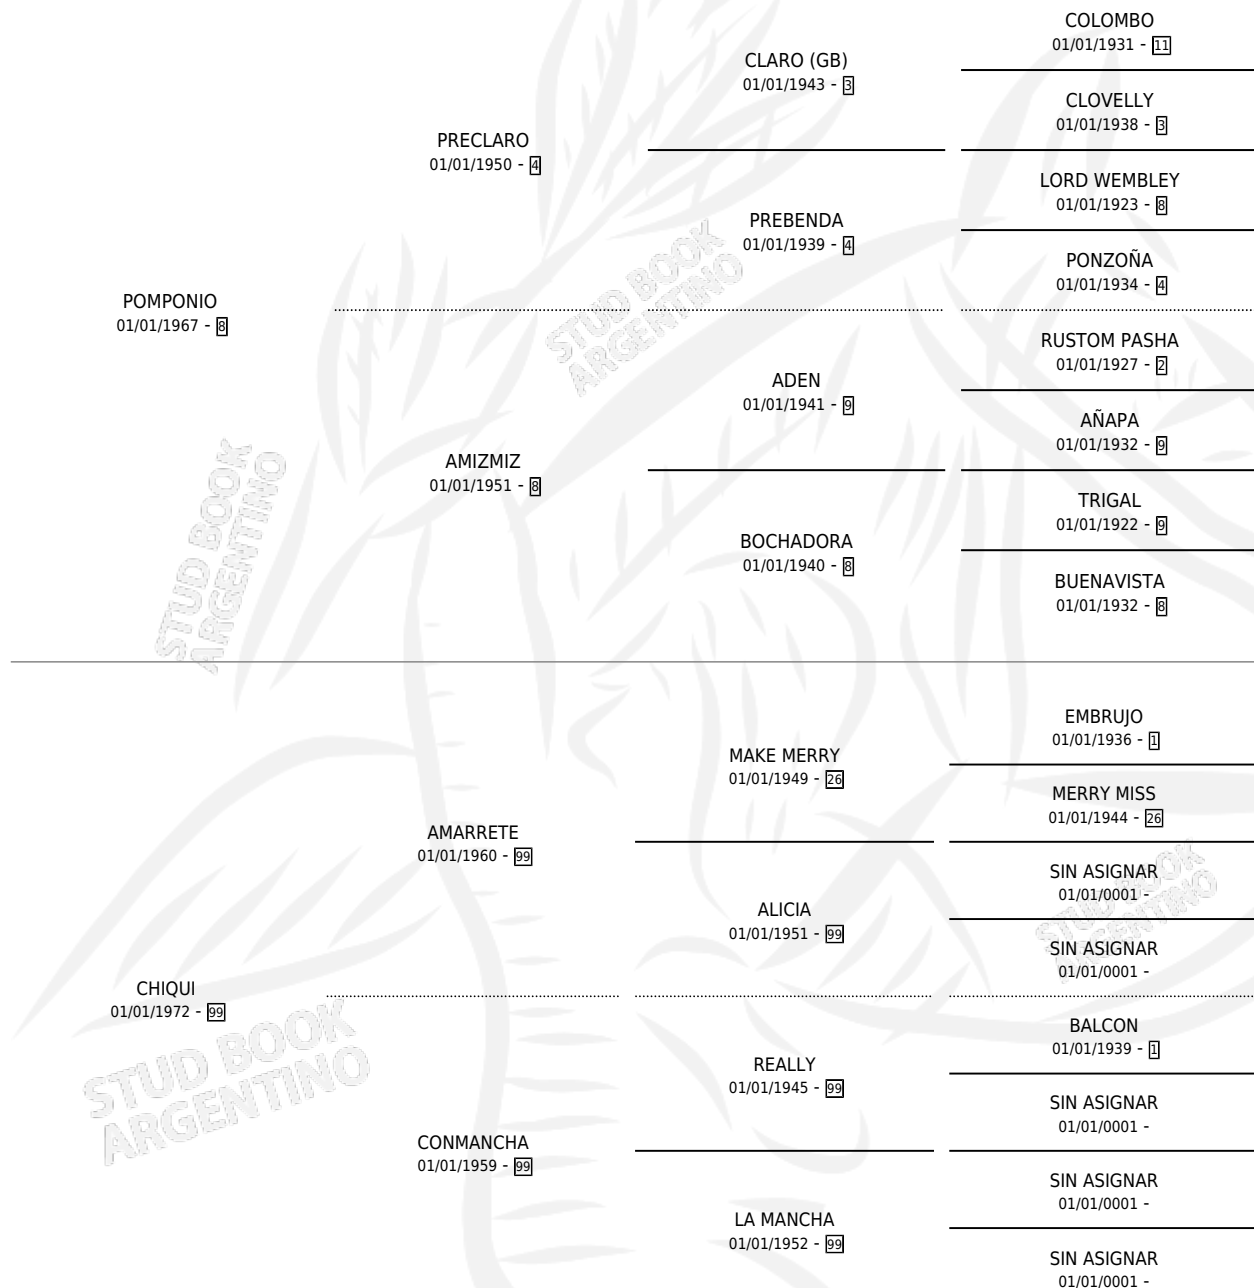 COLOMBO
01/01/1931 - 11
CLARO (GB)
01/01/1943 - 3
CLOVELLY
01/01/1938 - 3
PRECLARO
01/01/1950 - 4
LORD WEMBLEY
01/01/1923 - 8
PREBENDA
01/01/1939 - 4
PONZOÑA
01/01/1934 - 4
POMPONIO
01/01/1967 - 8
RUSTOM PASHA
01/01/1927 - 2
ADEN
01/01/1941 - 9
AÑAPA
01/01/1932 - 9
AMIZMIZ
01/01/1951 - 8
TRIGAL
01/01/1922 - 9
BOCHADORA
01/01/1940 - 8
BUENAVISTA
01/01/1932 - 8
EMBRUJO
01/01/1936 - 1
MAKE MERRY
01/01/1949 - 26
MERRY MISS
01/01/1944 - 26
AMARRETE
01/01/1960 - 99
SIN ASIGNAR
01/01/0001 -
ALICIA
01/01/1951 - 99
SIN ASIGNAR
01/01/0001 -
CHIQUI
01/01/1972 - 99
BALCON
01/01/1939 - 1
REALLY
01/01/1945 - 99
SIN ASIGNAR
01/01/0001 -
CONMANCHA
01/01/1959 - 99
SIN ASIGNAR
01/01/0001 -
LA MANCHA
01/01/1952 - 99
SIN ASIGNAR
01/01/0001 -
STUD BOOK
ARGENTINO
STUD BOOK
ARGENTINO
STUD BOOK
ARGENTINO
STUD BOOK
ARGENTINO